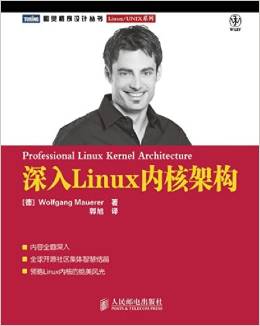 TURING 图灵程序设计丛书 Linux/UNIX系列
WILEY
Professional Linux Kernel Architecture
深入Linux内核架构
[德] Wolfgang Mauerer 著
郭旭 译
内容全面深入
全球开源社区集体智慧结晶
领略Linux内核的绝美风光
人民邮电出版社
POSTS & TELECOM PRESS